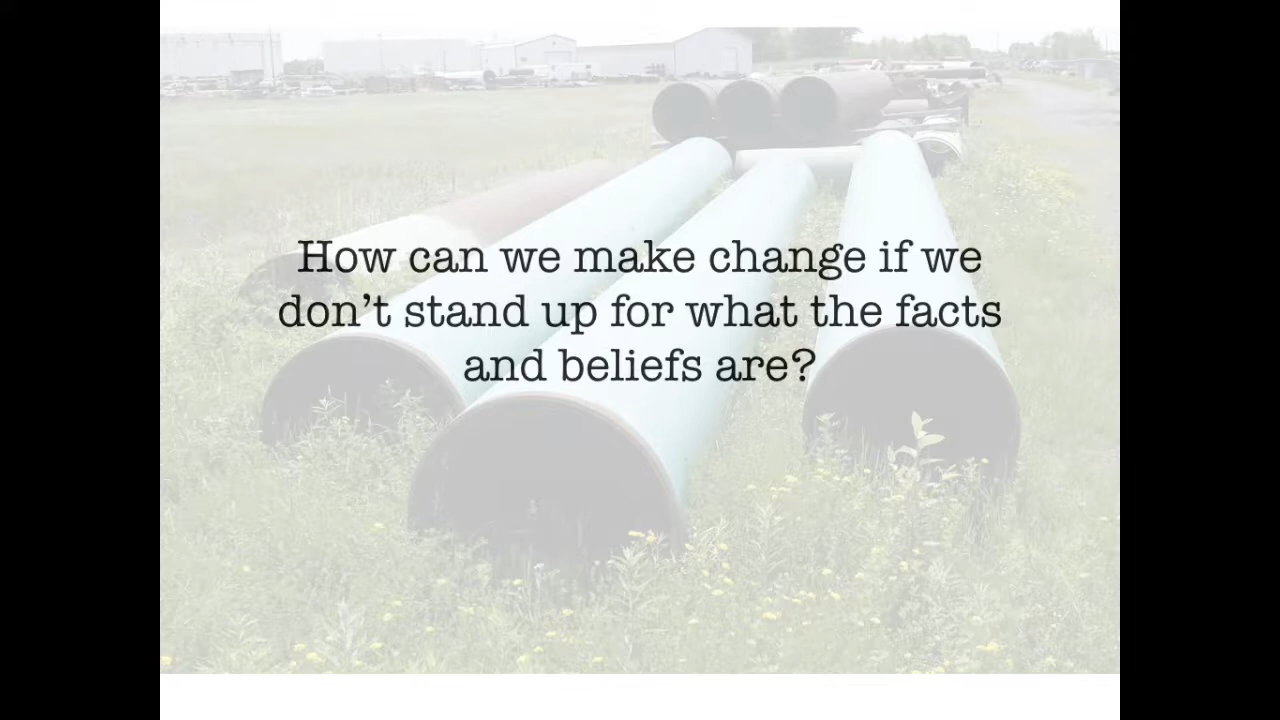 How can we make change if we
don't stand up for what the facts
and beliefs are?